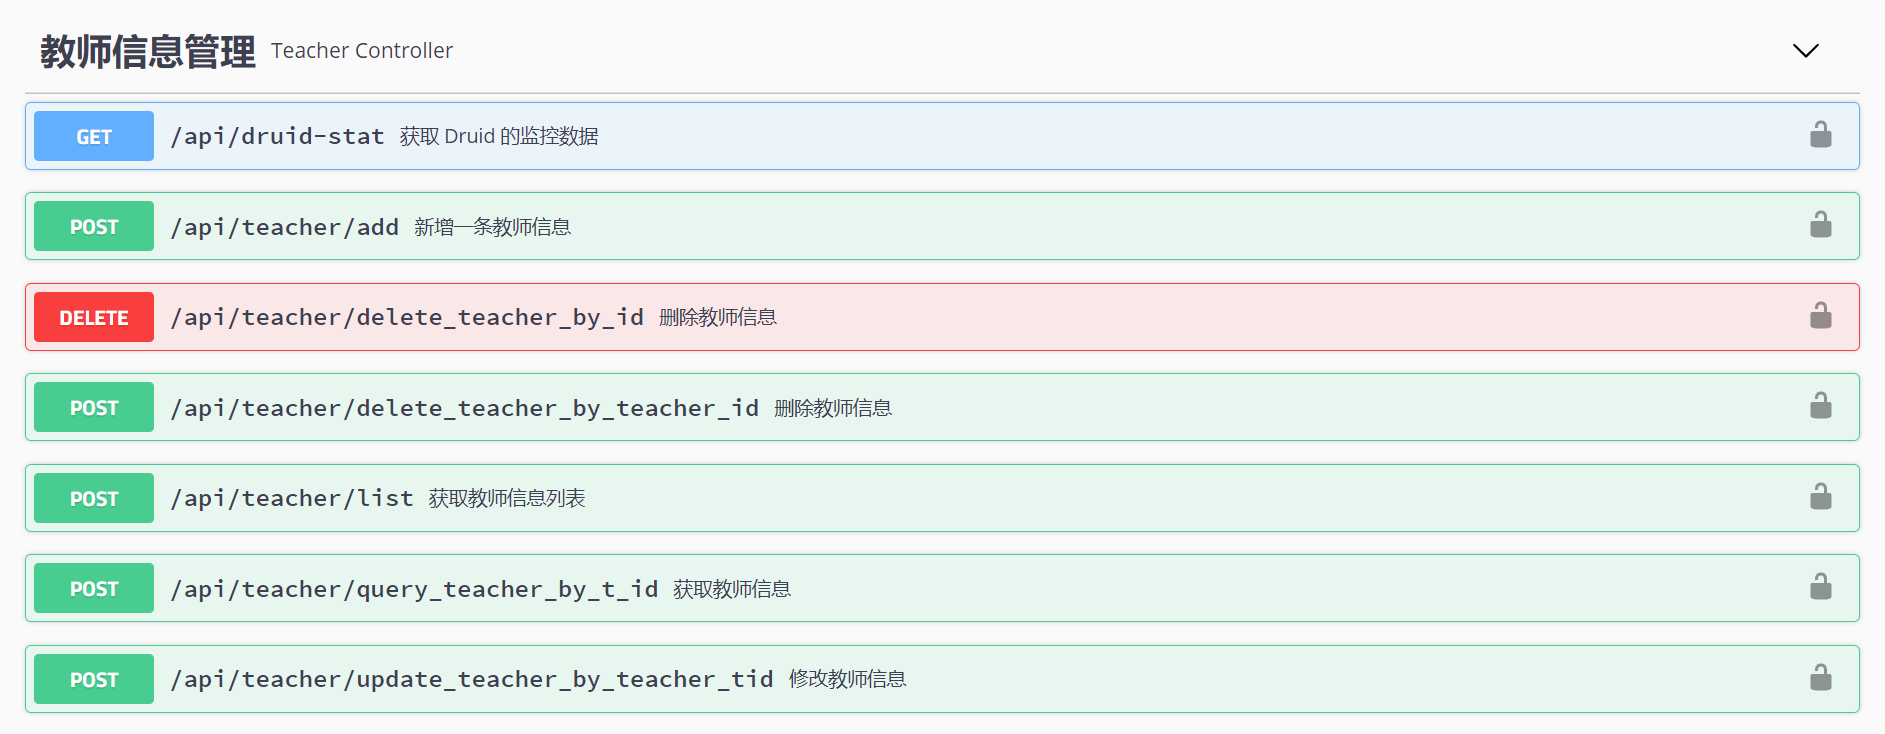 教师信息管理 Teacher Controller
GET /api/druid-stat 获取 Druid 的监控数据
POST /api/teacher/add 新增一条教师信息
DELETE /api/teacher/delete_teacher_by_id 删除教师信息
POST /api/teacher/delete_teacher_by_teacher_id 删除教师信息
POST /api/teacher/list 获取教师信息列表
POST /api/teacher/query_teacher_by_t_id 获取教师信息
POST /api/teacher/update_teacher_by_teacher_tid 修改教师信息